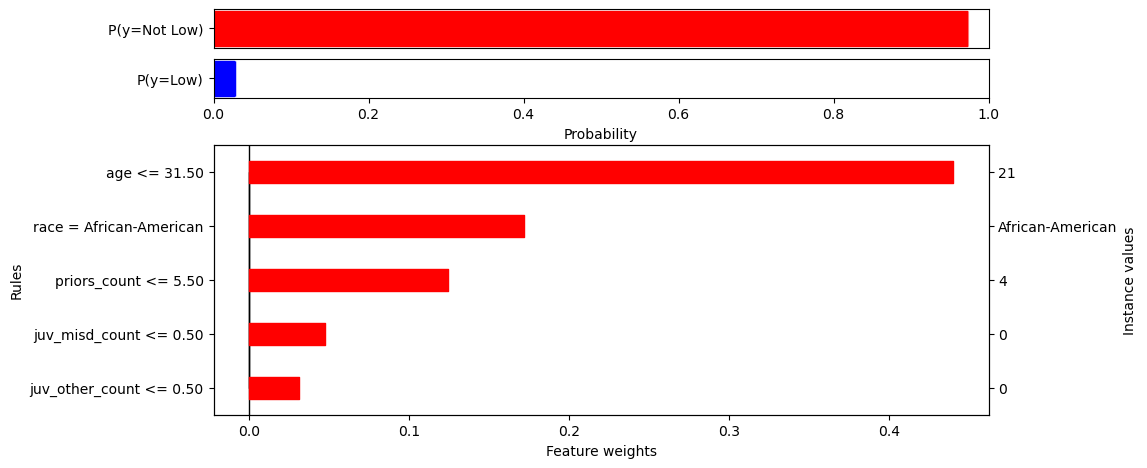 P(y=Not Low)
P(y=Low)
0.0 0.2 0.4 0.6 0.8 1.0
Probability
age <= 31.50 21
race = African-American African-American
priors_count <= 5.50 4
juv_misd_count <= 0.50 0
juv_other_count <= 0.50 0
Rules
Instance values
0.0 0.1 0.2 0.3 0.4
Feature weights